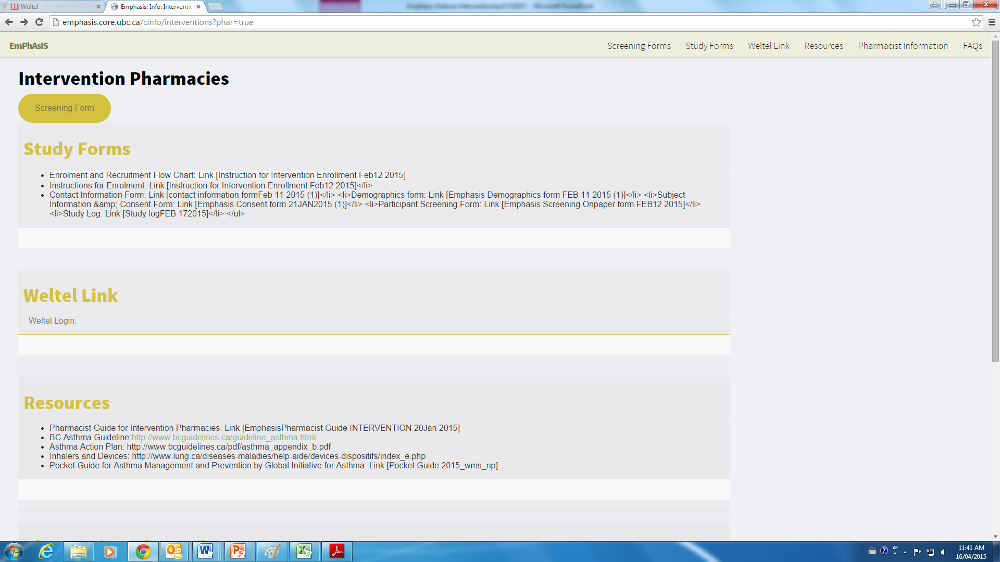 Weltel
Emphasis: Info: Interventic
emphasis.core.ubc.ca/cinfo/interventions?phar=true
EmPhAsIS
Screening Forms
Study Forms
Weltel Link
Resources
Pharmacist Information
FAQs
Intervention Pharmacies
Screening Form
Study Forms
Enrolment and Recruitment Flow Chart: Link [Instruction for Intervention Enrollment Feb12 2015]
Instructions for Enrolment: Link [Instruction for Intervention Enrollment Feb12 2015]</li>
Contact Information Form: Link [contact information formFeb 11 2015 (1)]</li> <li>Demographics form: Link [Emphasis Demographics form FEB 11 2015 (1)]</li> <li>Subject
Information &amp; Consent Form: Link [Emphasis Consent form 21JAN2015 (1)]</li> <li>Participant Screening Form: Link [Emphasis Screening Onpaper form FEB12 2015]</li>
<li>Study Log: Link [Study logFEB 172015]</li> </ul>
Weltel Link
Weltel Login.
Resources
Pharmacist Guide for Intervention Pharmacies: Link [EmphasisPharmacist Guide INTERVENTION 20Jan 2015]
BC Asthma Guideline:http://www.bcguidelines.ca/guideline_asthma.html
Asthma Action Plan: http://www.bcguidelines.ca/pdf/asthma_appendix_b.pdf
Inhalers and Devices: http://www.lung.ca/diseases-maladies/help-aide/devices-dispositifs/index_e.php
Pocket Guide for Asthma Management and Prevention by Global Initiative for Asthma: Link [Pocket Guide 2015_wms_np]
11:41 AM
16/04/2015